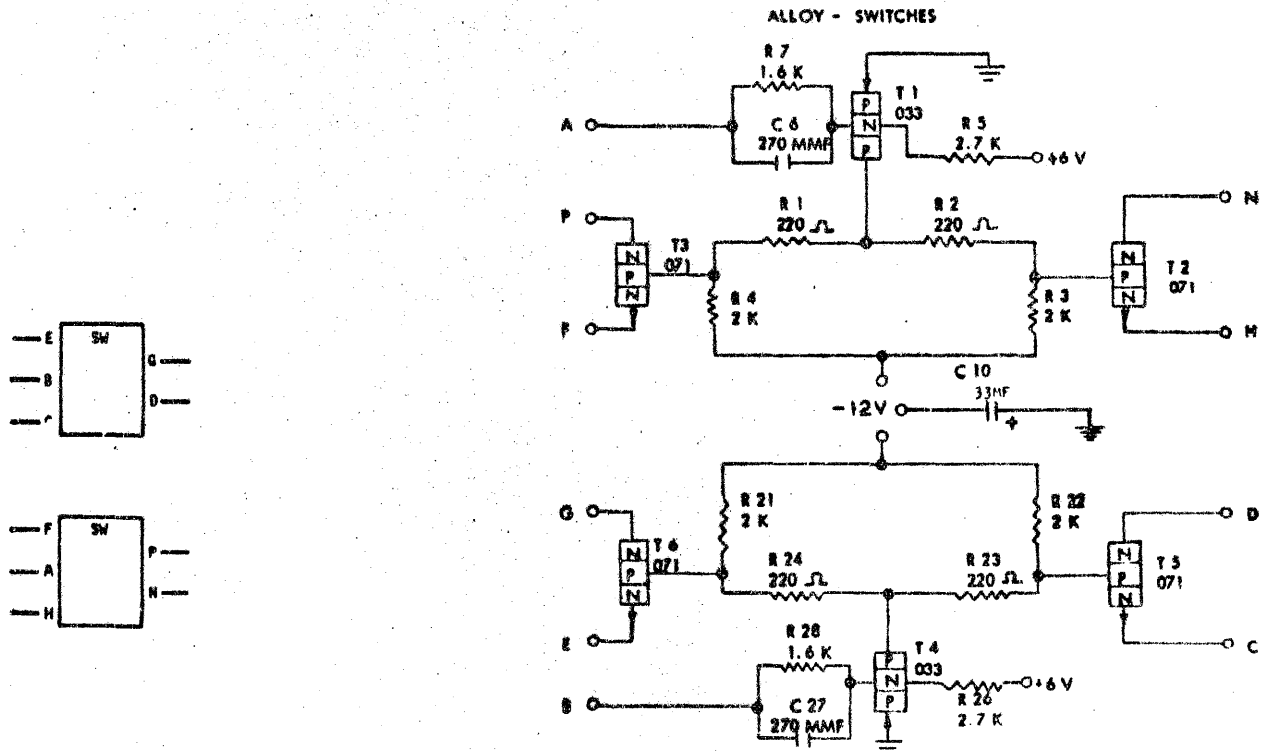 ALLOY - SWITCHES
R 7
1.6 K
T 1
033
A
C 6
270 MMF
P
N
P
R 5
2.7 K
+6 V
P
R 1
220 Ω
R 2
220 Ω
N
T3
071
N
P
N
N
P
N
T 2
071
R 4
2 K
R 3
2 K
F
H
C 10
33MF
-12V
+
SW
E
B
C
G
D
SW
F
A
H
P
N
G
R 21
2 K
R 22
2 K
D
T 6
071
N
P
N
R 24
220 Ω
R 23
220 Ω
N
P
N
T 5
071
E
R 28
1.6 K
P
N
P
T 4
033
C
+6 V
B
C 27
270 MMF
R 26
2.7 K